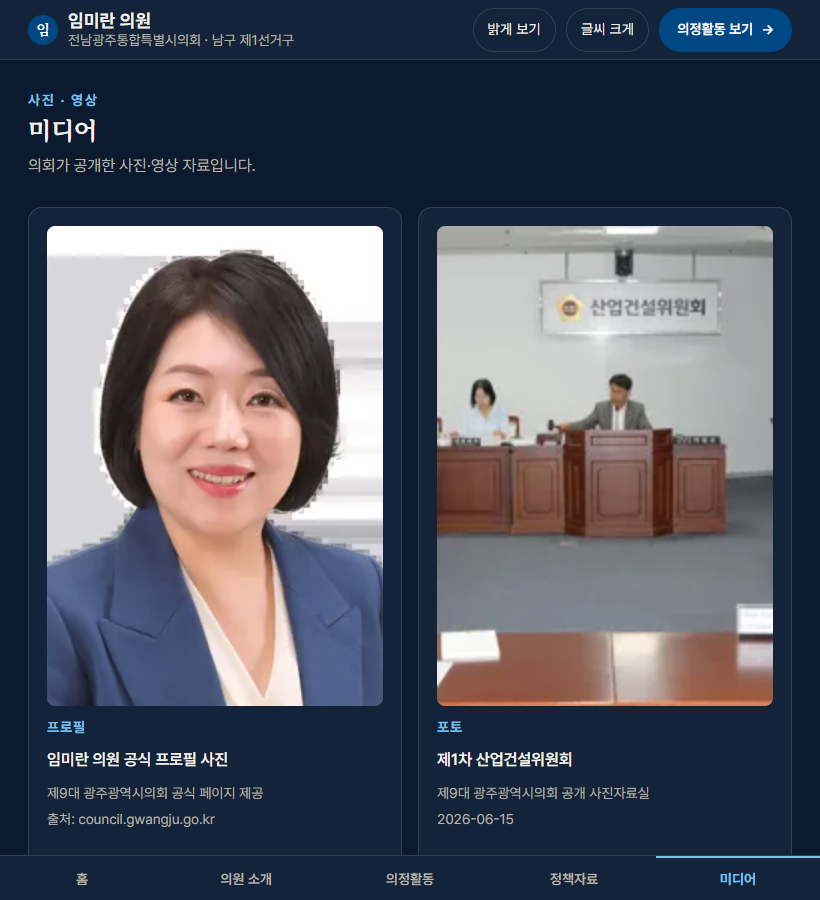 임
임미란 의원
전남광주통합특별시의회 · 남구 제1선거구
밝게 보기
글씨 크게
의정활동 보기 →
사진 · 영상
미디어
의회가 공개한 사진·영상 자료입니다.
산업건설위원회
프로필
임미란 의원 공식 프로필 사진
제9대 광주광역시의회 공식 페이지 제공
출처: council.gwangju.go.kr
포토
제1차 산업건설위원회
제9대 광주광역시의회 공개 사진자료실
2026-06-15
홈
의원 소개
의정활동
정책자료
미디어